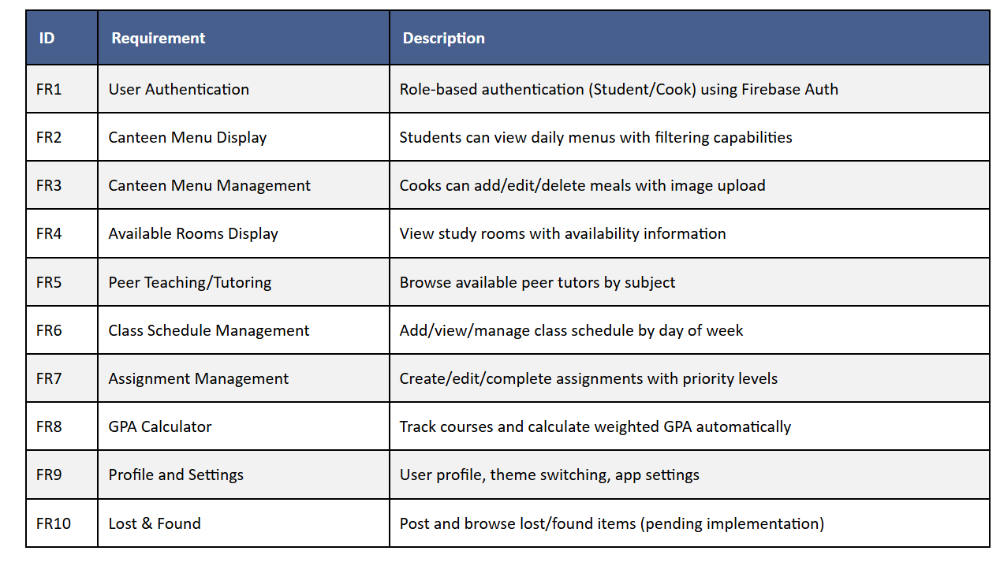 ID Requirement Description
FR1 User Authentication Role-based authentication (Student/Cook) using Firebase Auth
FR2 Canteen Menu Display Students can view daily menus with filtering capabilities
FR3 Canteen Menu Management Cooks can add/edit/delete meals with image upload
FR4 Available Rooms Display View study rooms with availability information
FR5 Peer Teaching/Tutoring Browse available peer tutors by subject
FR6 Class Schedule Management Add/view/manage class schedule by day of week
FR7 Assignment Management Create/edit/complete assignments with priority levels
FR8 GPA Calculator Track courses and calculate weighted GPA automatically
FR9 Profile and Settings User profile, theme switching, app settings
FR10 Lost & Found Post and browse lost/found items (pending implementation)